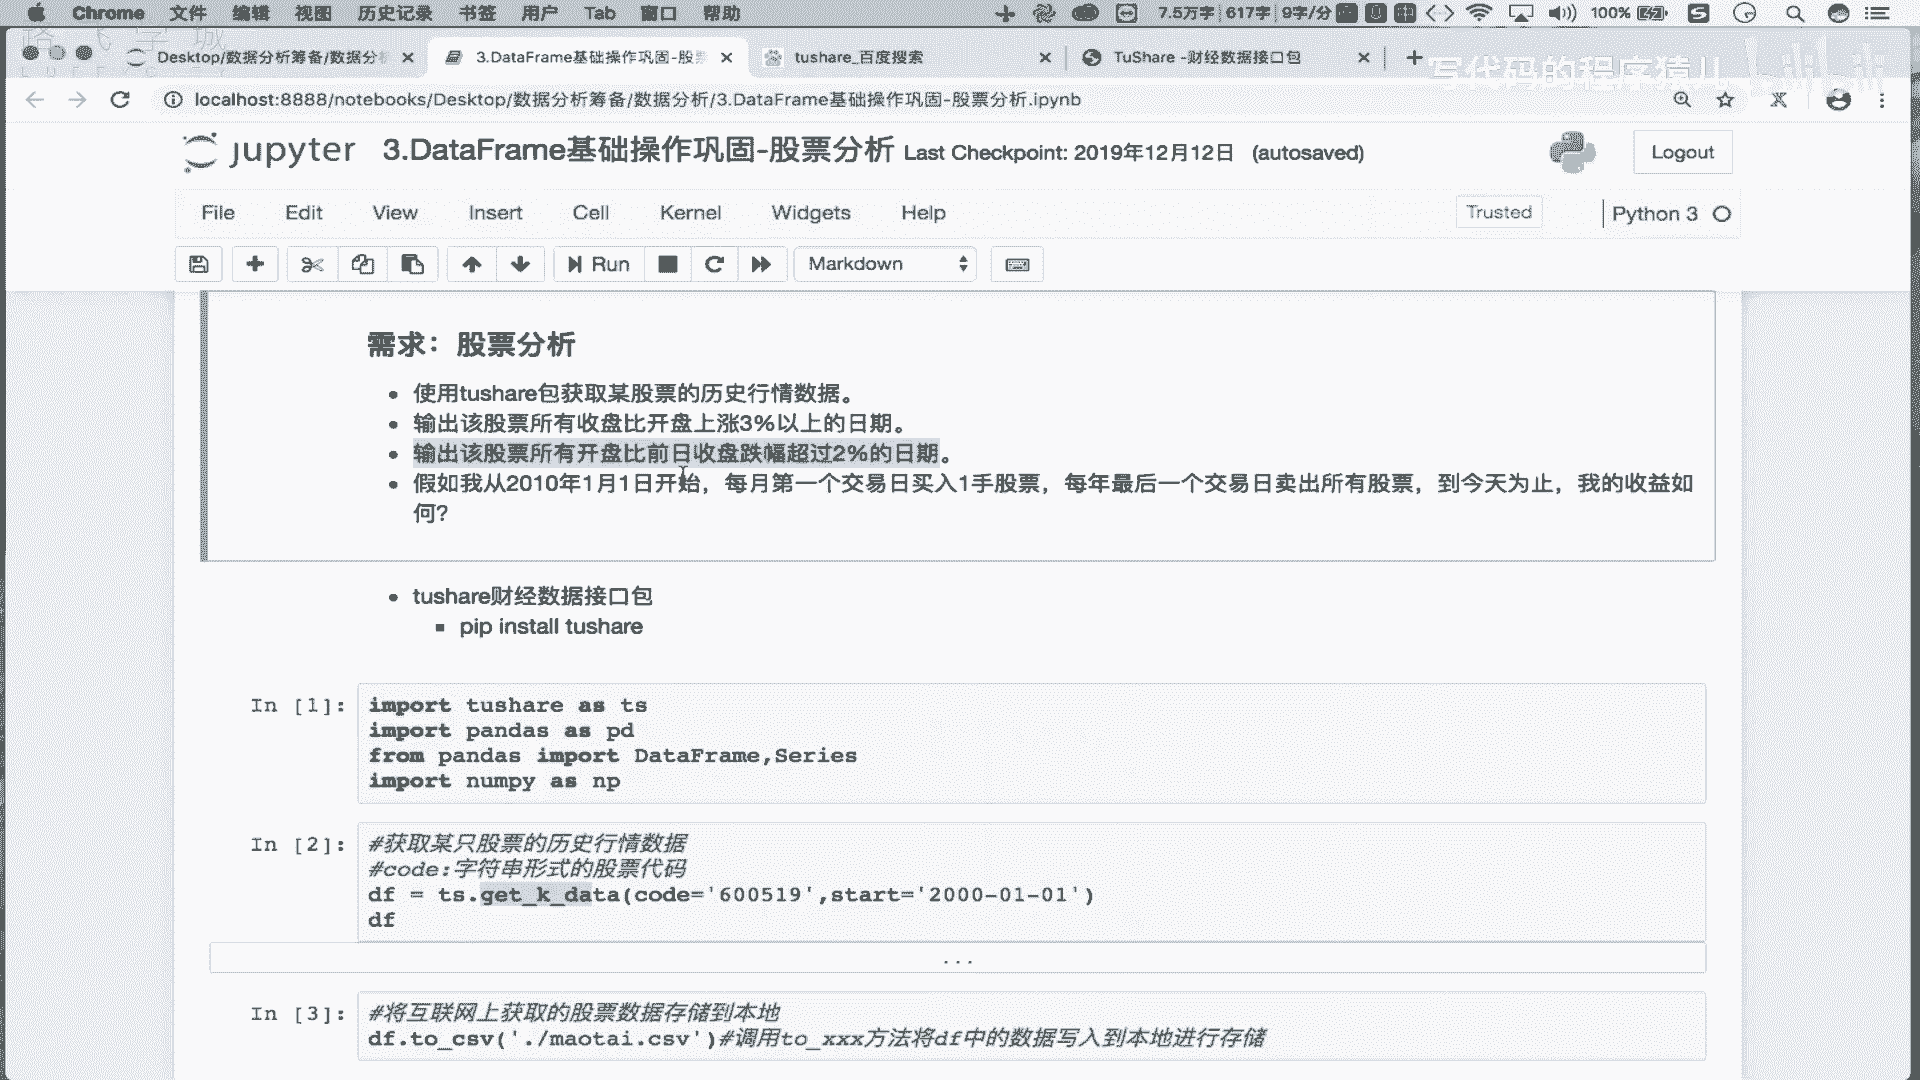 Chrome 文件 编辑 视图 历史记录 书签 用户 Tab 窗口 帮助 7.5万字 617字 9字/分 100%
Desktop/数据分析筹备/数据分析
3.DataFrame基础操作巩固-股票
tushare_百度搜索
TuShare -财经数据接口包
写代码的程序猿儿
localhost:8888/notebooks/Desktop/数据分析筹备/数据分析/3.DataFrame基础操作巩固-股票分析.ipynb
jupyter 3.DataFrame基础操作巩固-股票分析 Last Checkpoint: 2019年12月12日 (autosaved)
Logout
File Edit View Insert Cell Kernel Widgets Help
Trusted
Python 3
Run
Markdown
需求：股票分析
使用tushare包获取某股票的历史行情数据。
输出该股票所有收盘比开盘上涨3%以上的日期。
输出该股票所有开盘比前日收盘跌幅超过2%的日期。
假如我从2010年1月1日开始，每月第一个交易日买入1手股票，每年最后一个交易日卖出所有股票，到今天为止，我的收益如
何?
tushare财经数据接口包
pip install tushare
In [1]:
import tushare as ts
import pandas as pd
from pandas import DataFrame,Series
import numpy as np
In [2]:
#获取某只股票的历史行情数据
#code:字符串形式的股票代码
df = ts.get_k_data(code='600519',start='2000-01-01')
df
...
In [3]:
#将互联网上获取的股票数据存储到本地
df.to_csv('./maotai.csv')#调用to_xxx方法将df中的数据写入到本地进行存储